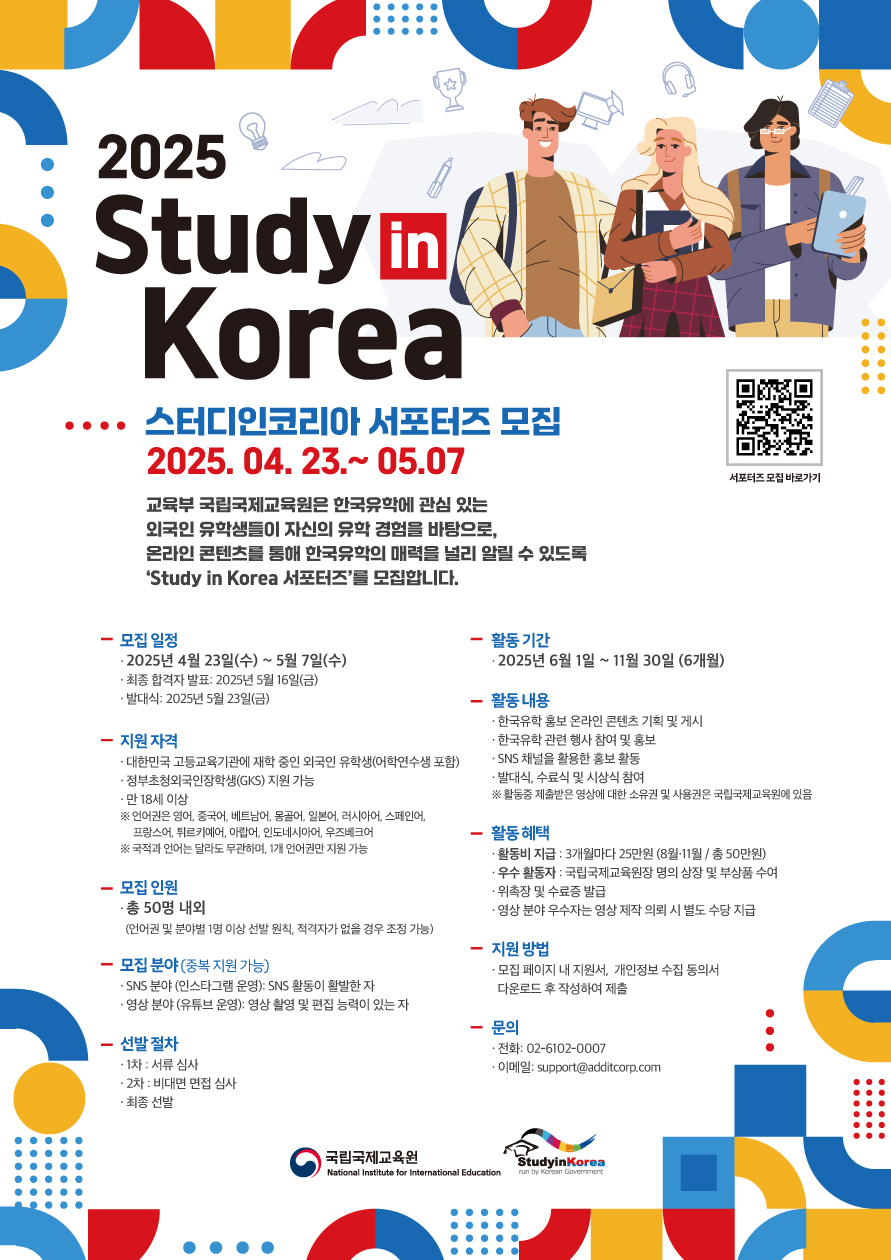 2025
Study in
Korea
스터디인코리아 서포터즈 모집
2025. 04. 23.~ 05.07
서포터즈 모집 바로가기
교육부 국립국제교육원은 한국유학에 관심 있는
외국인 유학생들이 자신의 유학 경험을 바탕으로,
온라인 콘텐츠를 통해 한국유학의 매력을 널리 알릴 수 있도록
‘Study in Korea 서포터즈’를 모집합니다.
모집 일정
· 2025년 4월 23일(수) ~ 5월 7일(수)
· 최종 합격자 발표: 2025년 5월 16일(금)
· 발대식: 2025년 5월 23일(금)
지원 자격
· 대한민국 고등교육기관에 재학 중인 외국인 유학생(어학연수생 포함)
· 정부초청외국인장학생(GKS) 지원 가능
· 만 18세 이상
※ 언어권은 영어, 중국어, 베트남어, 몽골어, 일본어, 러시아어, 스페인어,
프랑스어, 튀르키예어, 아랍어, 인도네시아어, 우즈베크어
※ 국적과 언어는 달라도 무관하며, 1개 언어권만 지원 가능
모집 인원
· 총 50명 내외
(언어권 및 분야별 1명 이상 선발 원칙, 적격자가 없을 경우 조정 가능)
모집 분야 (중복 지원 가능)
· SNS 분야 (인스타그램 운영): SNS 활동이 활발한 자
· 영상 분야 (유튜브 운영): 영상 촬영 및 편집 능력이 있는 자
선발 절차
· 1차 : 서류 심사
· 2차 : 비대면 면접 심사
· 최종 선발
활동 기간
· 2025년 6월 1일 ~ 11월 30일 (6개월)
활동 내용
· 한국유학 홍보 온라인 콘텐츠 기획 및 게시
· 한국유학 관련 행사 참여 및 홍보
· SNS 채널을 활용한 홍보 활동
· 발대식, 수료식 및 시상식 참여
※ 활동중 제출받은 영상에 대한 소유권 및 사용권은 국립국제교육원에 있음
활동 혜택
· 활동비 지급 : 3개월마다 25만원 (8월·11월 / 총 50만원)
· 우수 활동자 : 국립국제교육원장 명의 상장 및 부상품 수여
· 위촉장 및 수료증 발급
· 영상 분야 우수자는 영상 제작 의뢰 시 별도 수당 지급
지원 방법
· 모집 페이지 내 지원서, 개인정보 수집 동의서
다운로드 후 작성하여 제출
문의
· 전화: 02-6102-0007
· 이메일: support@additcorp.com
국립국제교육원
National Institute for International Education
StudyinKorea
run by Korean Government